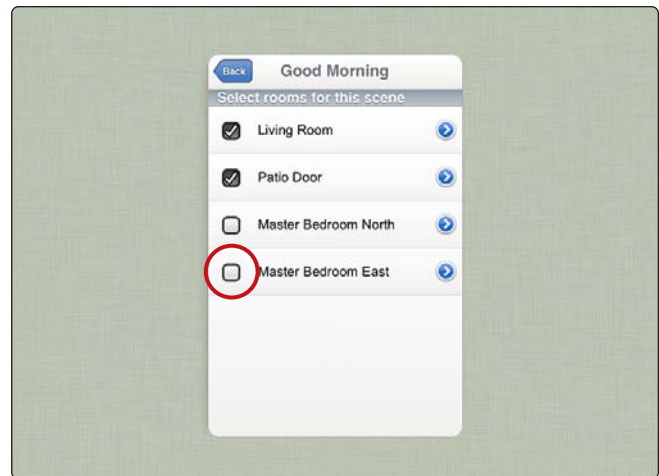 Back
Good Morning
Select rooms for this scene
Living Room
Patio Door
Master Bedroom North
Master Bedroom East